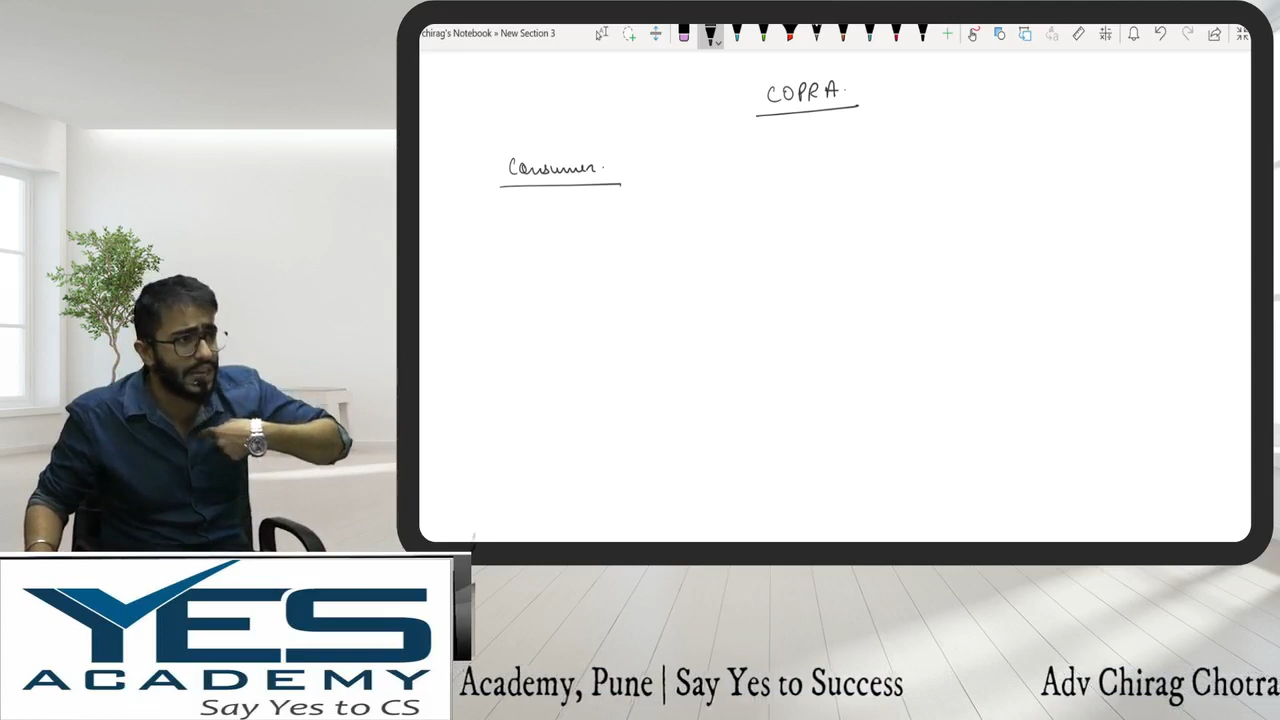 chirag's Notebook » New Section 3
COPRA.
Consumer.
YES
ACADEMY
Say Yes to CS
Academy, Pune | Say Yes to Success
Adv Chirag Chotra